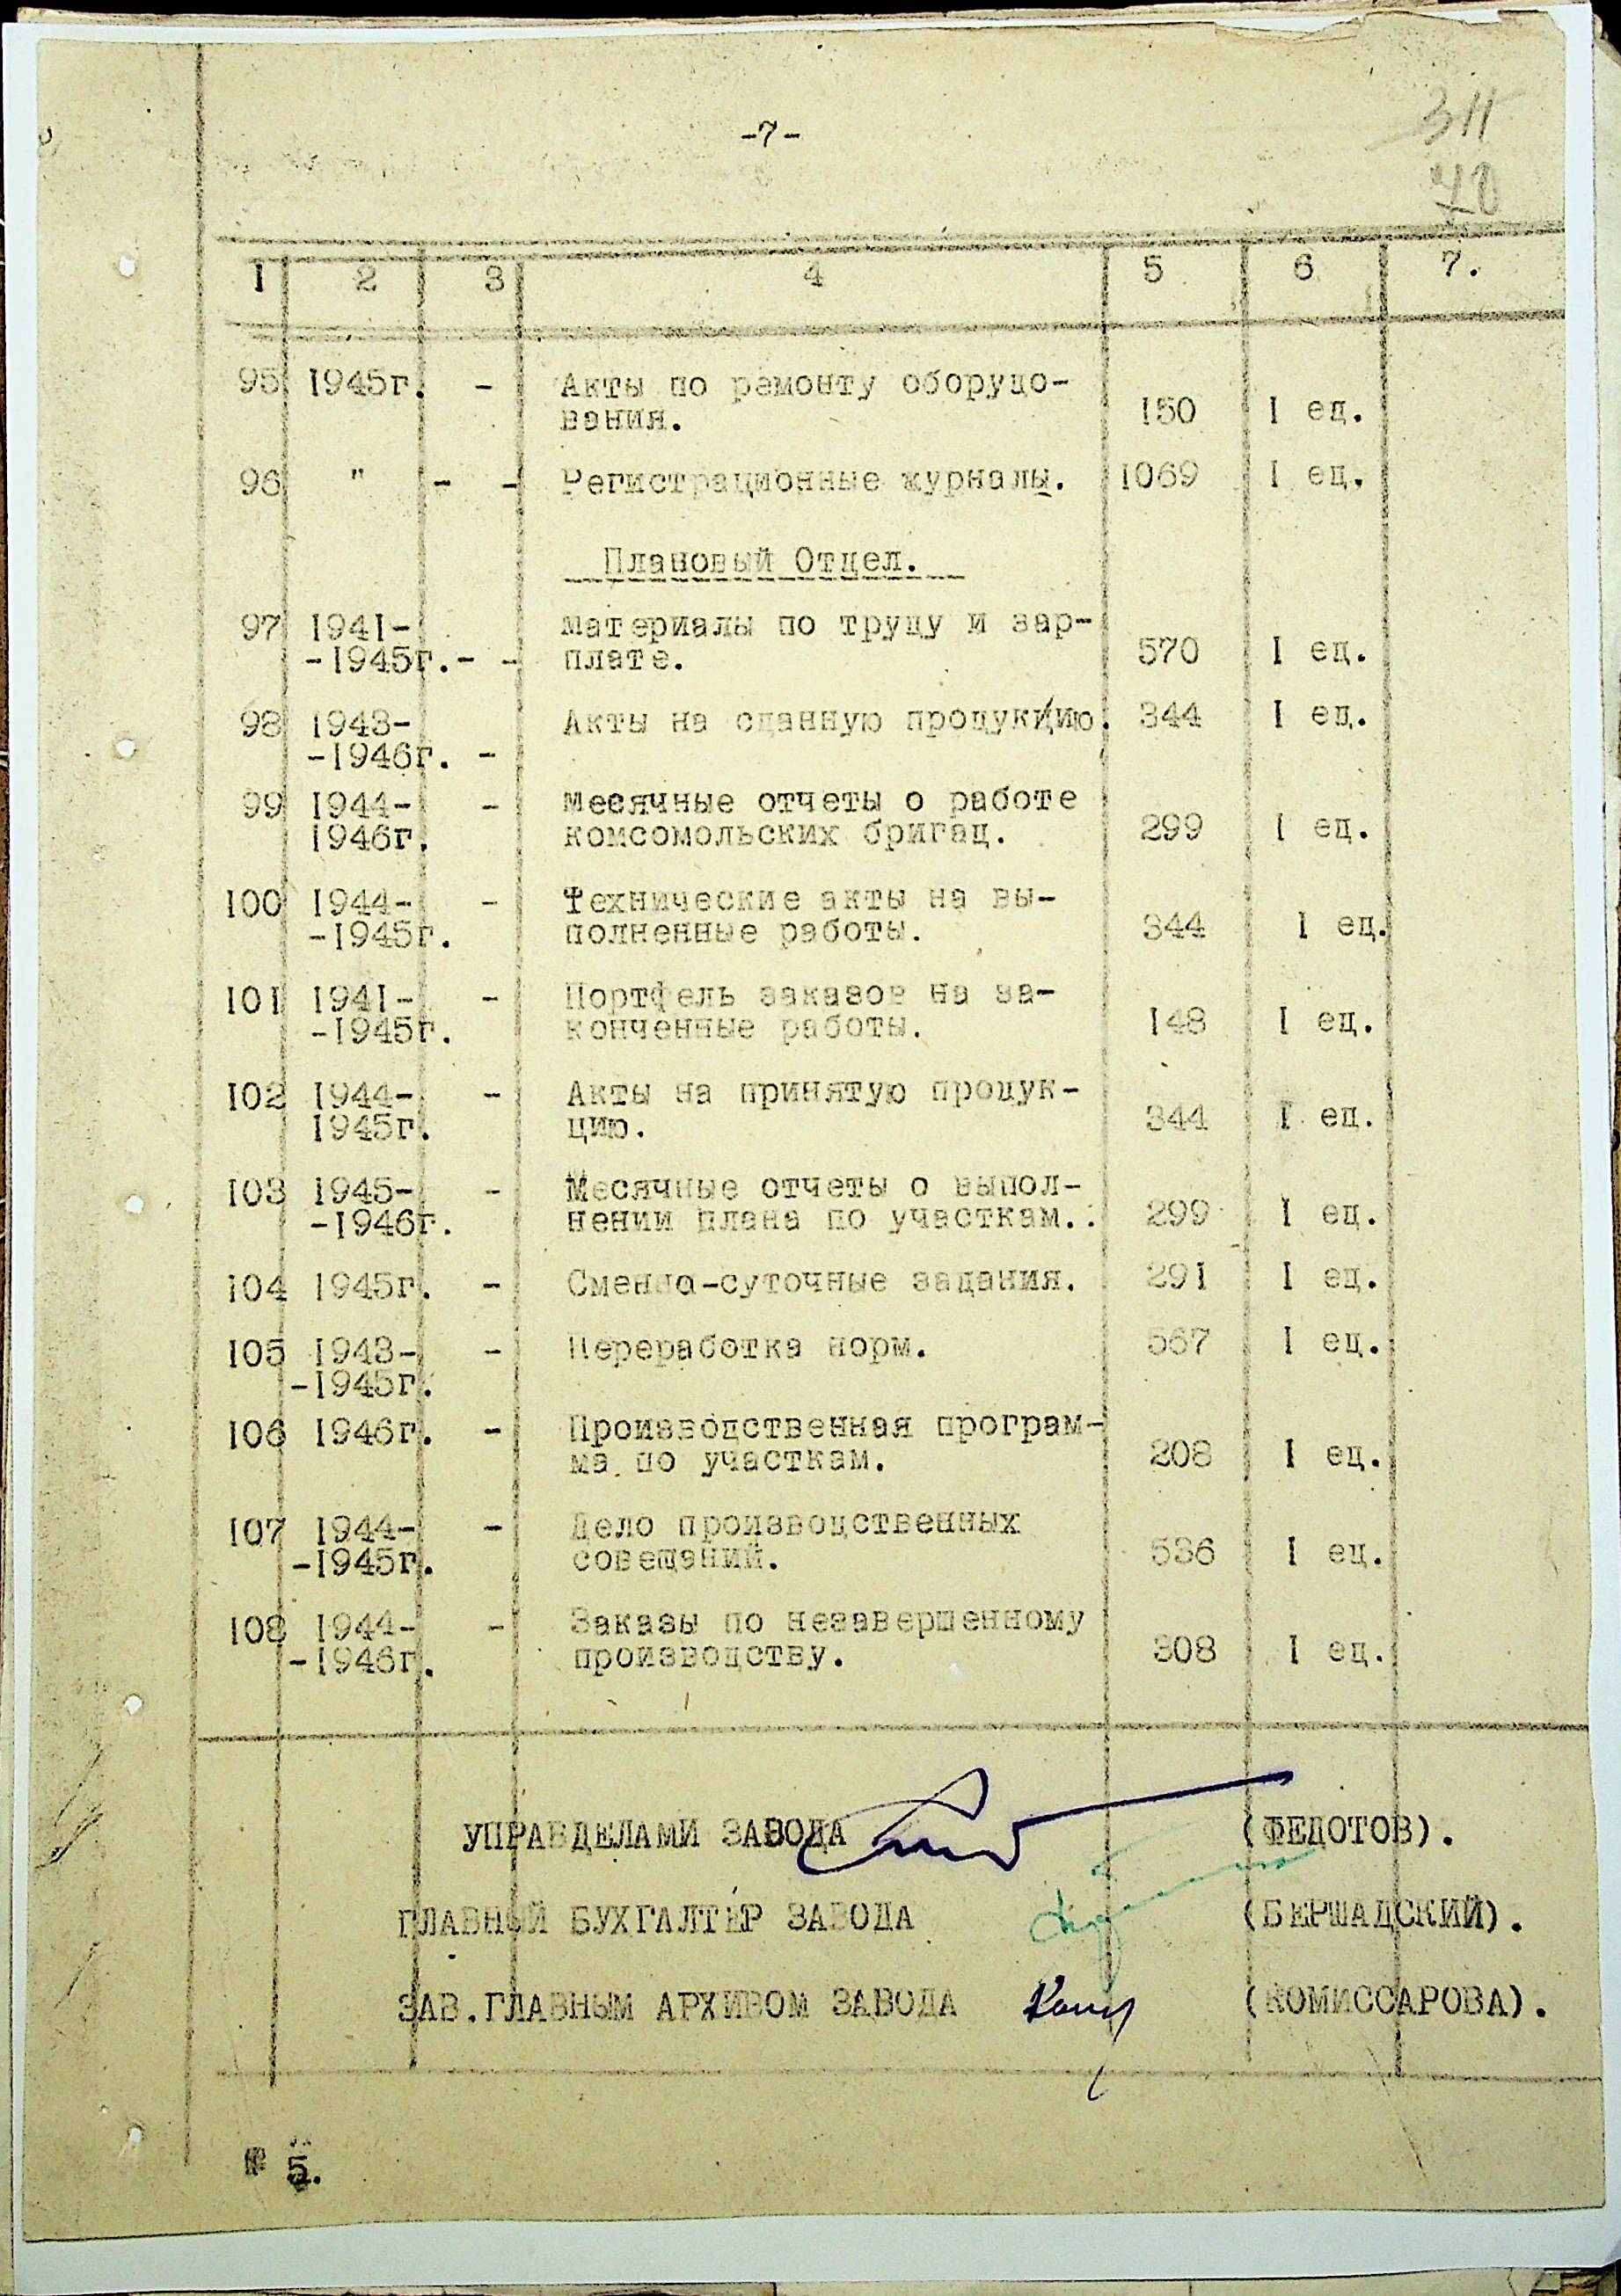 -7-
311
70
1 2 3 4 5 6 7.
95 1945г. - Акты по ремонту оборудо-
вания. 150 1 ед.
96 " - - Регистрационные журналы. 1069 1 ед.
Плановый Отдел.
97 1941- Материалы по труду и зар-
-1945г.- - плате. 570 1 ед.
98 1943- Акты на сданную продукцию. 344 1 ед.
-1946г. -
99 1944- - Месячные отчеты о работе
1946г. комсомольских бригад. 299 1 ед.
100 1944- - Технические акты на вы-
-1945г. полненные работы. 344 1 ед.
101 1941- - Портфель заказов на за-
-1945г. конченные работы. 148 1 ед.
102 1944- - Акты на принятую продук-
1945г. цию. 344 1 ед.
103 1945- - Месячные отчеты о выпол-
-1946г. нении плана по участкам. 299 1 ед.
104 1945г. - Сменно-суточные задания. 291 1 ед.
105 1943- - Переработка норм. 567 1 ед.
-1945г.
106 1946г. - Производственная програм-
ма по участкам. 208 1 ед.
107 1944- - Дело производственных
-1945г. совещаний. 536 1 ед.
108 1944- - Заказы по незавершенному
-1946г. производству. 308 1 ед.
УПРАВДЕЛАМИ ЗАВОДА (ФЕДОТОВ).
ГЛАВНЫЙ БУХГАЛТЕР ЗАВОДА (БЕРШАДСКИЙ).
ЗАВ.ГЛАВНЫМ АРХИВОМ ЗАВОДА (КОМИССАРОВА).
№ 5.